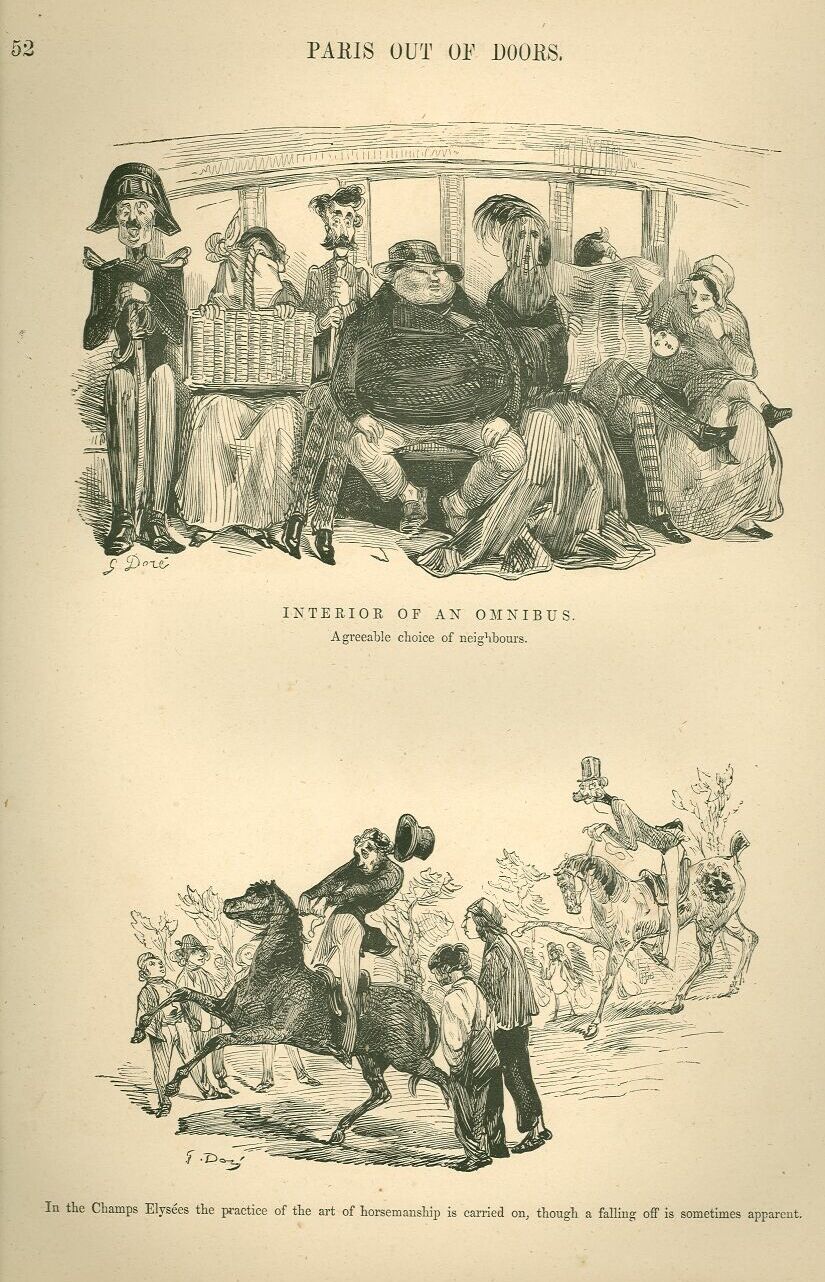 52
PARIS OUT OF DOORS.
G Doré
INTERIOR OF AN OMNIBUS.
Agreeable choice of neighbours.
G. Doré
In the Champs Elysées the practice of the art of horsemanship is carried on, though a falling off is sometimes apparent.